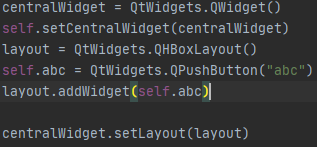 centralWidget = QtWidgets.QWidget()
self.setCentralWidget(centralWidget)
layout = QtWidgets.QHBoxLayout()
self.abc = QtWidgets.QPushButton("abc")
layout.addWidget(self.abc)
centralWidget.setLayout(layout)